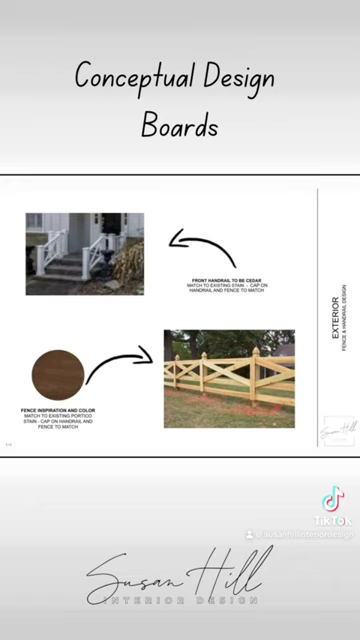 Conceptual Design
Boards
FRONT HANDRAIL TO BE CEDAR
MATCH TO EXISTING STAIN - CAP ON
HANDRAIL AND FENCE TO MATCH
EXTERIOR
FENCE & HANDRAIL DESIGN
FENCE INSPIRATION AND COLOR
MATCH TO EXISTING PORTICO
STAIN - CAP ON HANDRAIL AND
FENCE TO MATCH
Susan Hill
TikTok
@susanhillinteriordesign
Susan Hill
INTERIOR DESIGN